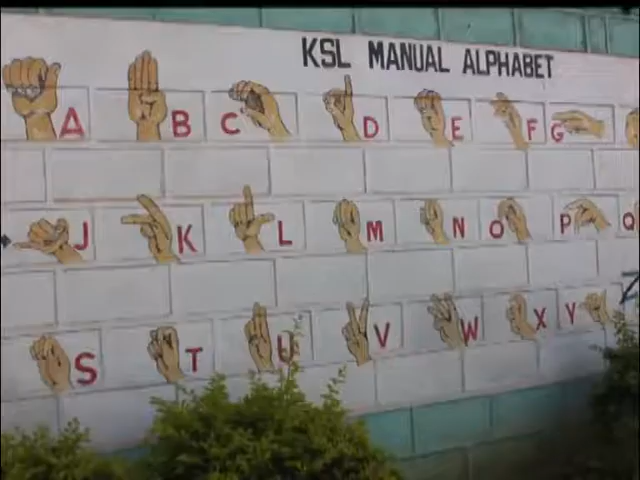 KSL MANUAL ALPHABET
A B C D E F G
J K L M N O P Q
S T U V W X Y